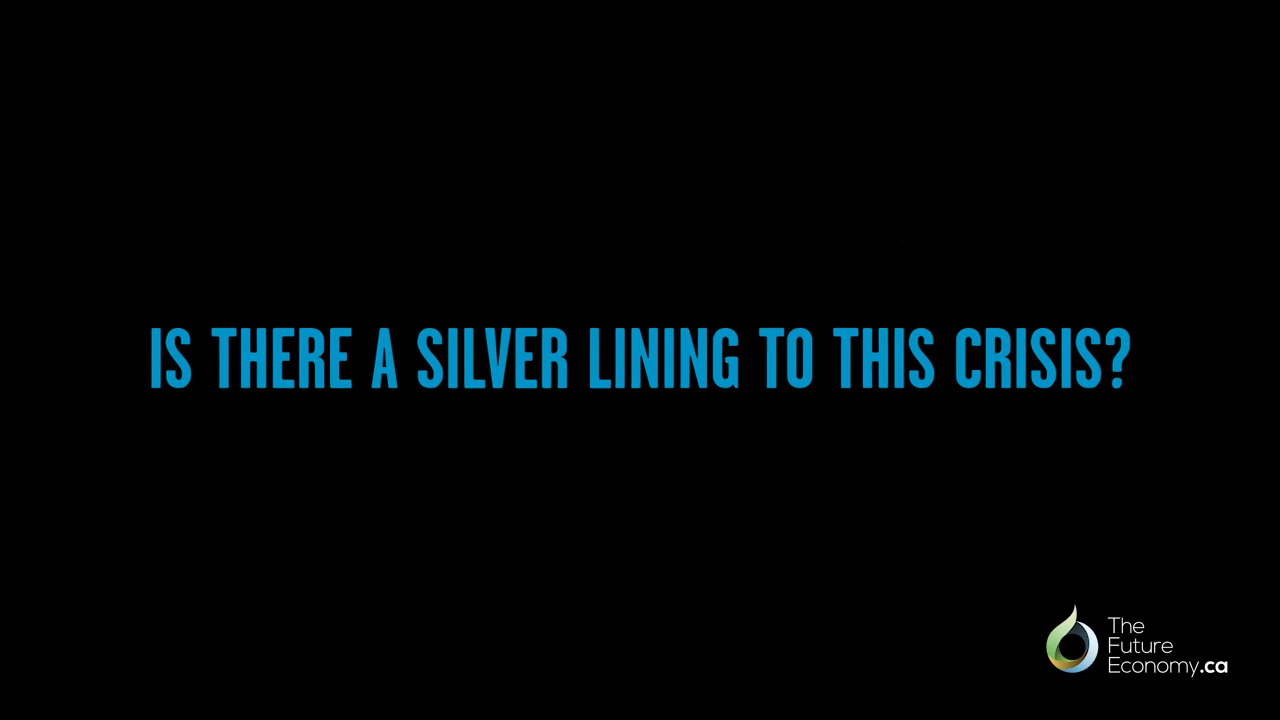 IS THERE A SILVER LINING TO THIS CRISIS?
The
Future
Economy.ca